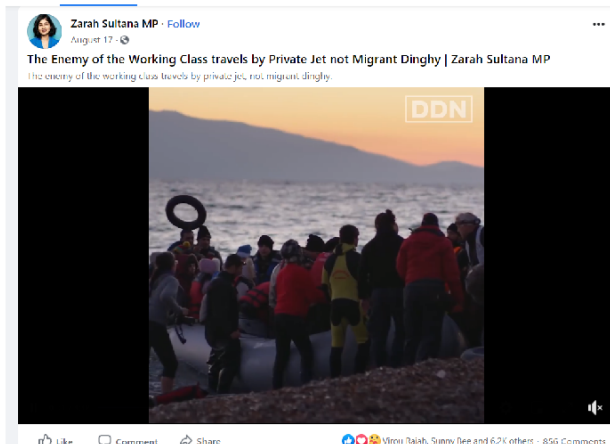 Zarah Sultana MP · Follow
August 17 ·
The Enemy of the Working Class travels by Private Jet not Migrant Dinghy | Zarah Sultana MP
The enemy of the working class travels by private jet, not migrant dinghy.
DDN
Like Comment Share Virou Rajah, Sunny Bee and 6.2K others · 856 Comments